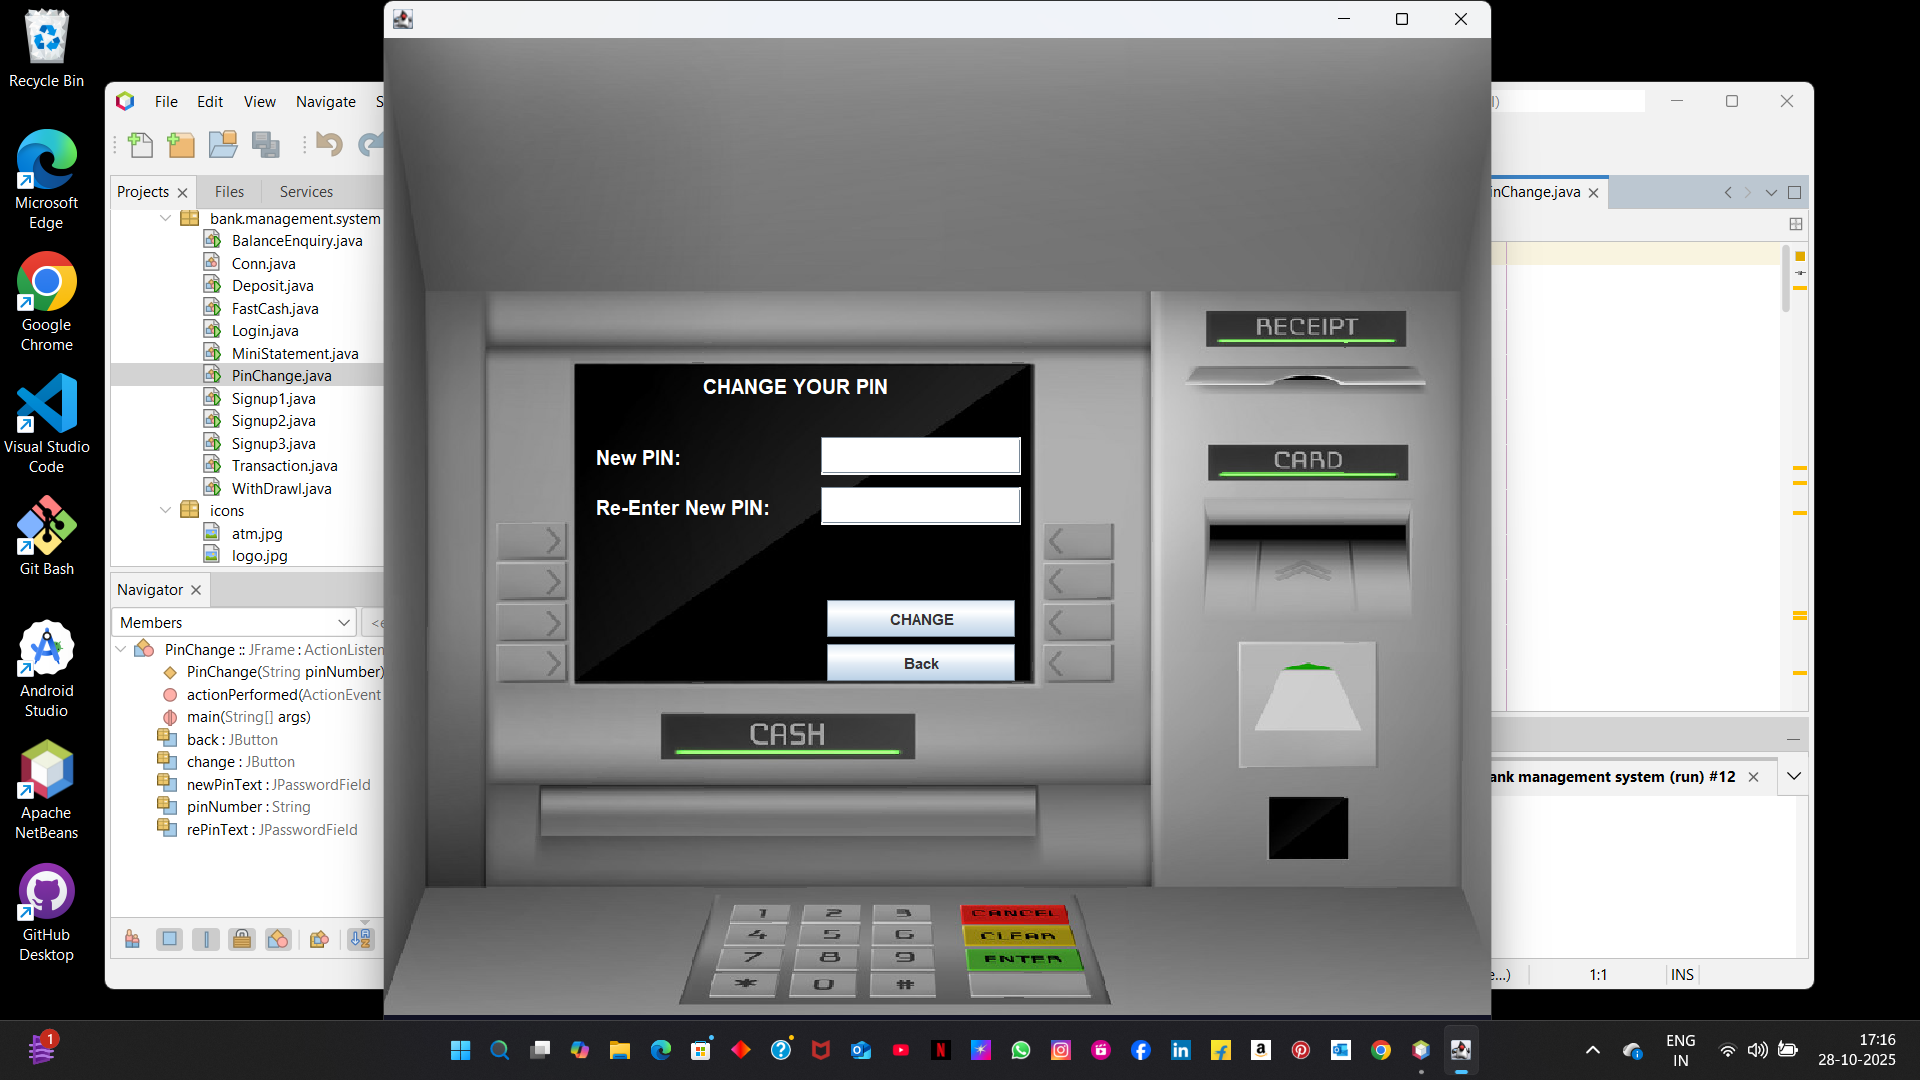 Recycle Bin
Microsoft
Edge
Google
Chrome
Visual Studio
Code
Git Bash
Android
Studio
Apache
NetBeans
GitHub
Desktop
File Edit View Navigate S
Projects Files Services
bank.management.system
BalanceEnquiry.java
Conn.java
Deposit.java
FastCash.java
Login.java
MiniStatement.java
PinChange.java
Signup1.java
Signup2.java
Signup3.java
Transaction.java
WithDrawl.java
icons
atm.jpg
logo.jpg
Navigator
Members
<e
PinChange :: JFrame : ActionListen
PinChange(String pinNumber)
actionPerformed(ActionEvent
main(String[] args)
back : JButton
change : JButton
newPinText : JPasswordField
pinNumber : String
rePinText : JPasswordField
CHANGE YOUR PIN
New PIN:
Re-Enter New PIN:
CHANGE
Back
CASH
RECEIPT
CARD
1 2 3 CANCEL
4 5 6 CLEAR
7 8 9 ENTER
* 0 #
inChange.java
ank management system (run) #12
e...) 1:1 INS
1
ENG
IN
17:16
28-10-2025